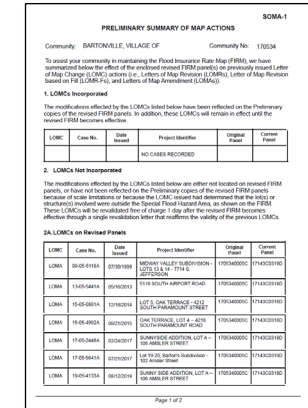 SOMA-1
PRELIMINARY SUMMARY OF MAP ACTIONS
Community: BARTONVILLE, VILLAGE OF Community No: 170534
To assist your community in maintaining the Flood Insurance Rate Map (FIRM), we have
summarized below the effect of the enclosed revised FIRM panel(s) on previously issued Letter
of Map Change (LOMC) actions (i.e., Letters of Map Revision (LOMRs), Letter of Map Revision
based on Fill (LOMR-Fs), and Letters of Map Amendment (LOMAs)).
1. LOMCs Incorporated
The modifications effected by the LOMCs listed below have been reflected on the Preliminary
copies of the revised FIRM panels. In addition, these LOMCs will remain in effect until the
revised FIRM becomes effective.
LOMC Case No. Date Issued Project Identifier Original Panel Current Panel
NO CASES RECORDED
2. LOMCs Not Incorporated
The modifications effected by the LOMCs listed below are either not located on revised FIRM
panels, or have not been reflected on the Preliminary copies of the revised FIRM panels
because of scale limitations or because the LOMC issued had determined that the lot(s) or
structure(s) involved were outside the Special Flood Hazard Area, as shown on the FIRM.
These LOMCs will be revalidated free of charge 1 day after the revised FIRM becomes
effective through a single revalidation letter that reaffirms the validity of the previous LOMCs.
2A.LOMCs on Revised Panels
LOMC Case No. Date Issued Project Identifier Original Panel Current Panel
LOMA 99-05-5118A 07/30/1999 MIDWAY VALLEY SUBDIVISION - LOTS 13 & 14 - 7714 S. JEFFERSON 1705340005C 17143C0319D
LOMA 13-05-5441A 05/16/2013 5116 SOUTH AIRPORT ROAD 1705340005C 17143C0319D
LOMA 12/18/2014 LOT 5, OAK TERRACE - 4212 SOUTH PARAMOUNT STREET 1705340005C 17143C0319D
LOMA 15-05-4992A 06/21/2015 OAK TERRACE, LOT 4 - 4210 SOUTH PARAMOUNT ROAD 1705340005C 17143C0319D
LOMA 17-05-2446A 02/24/2017 SUNNYSIDE ADDITION, LOT A - 106 AMSLER STREET 1705340005C 17143C0319D
LOMA 17-05-5641A 07/21/2017 Lot 19-20, Barton's Subdivision - 102 Amsler Street 1705340005C 17143C0319D
LOMA 19-05-4133A 08/12/2019 SUNNY SIDE ADDITION, LOT A - 106 AMSLER STREET 1705340005C 17143C0319D
Page 1 of 2